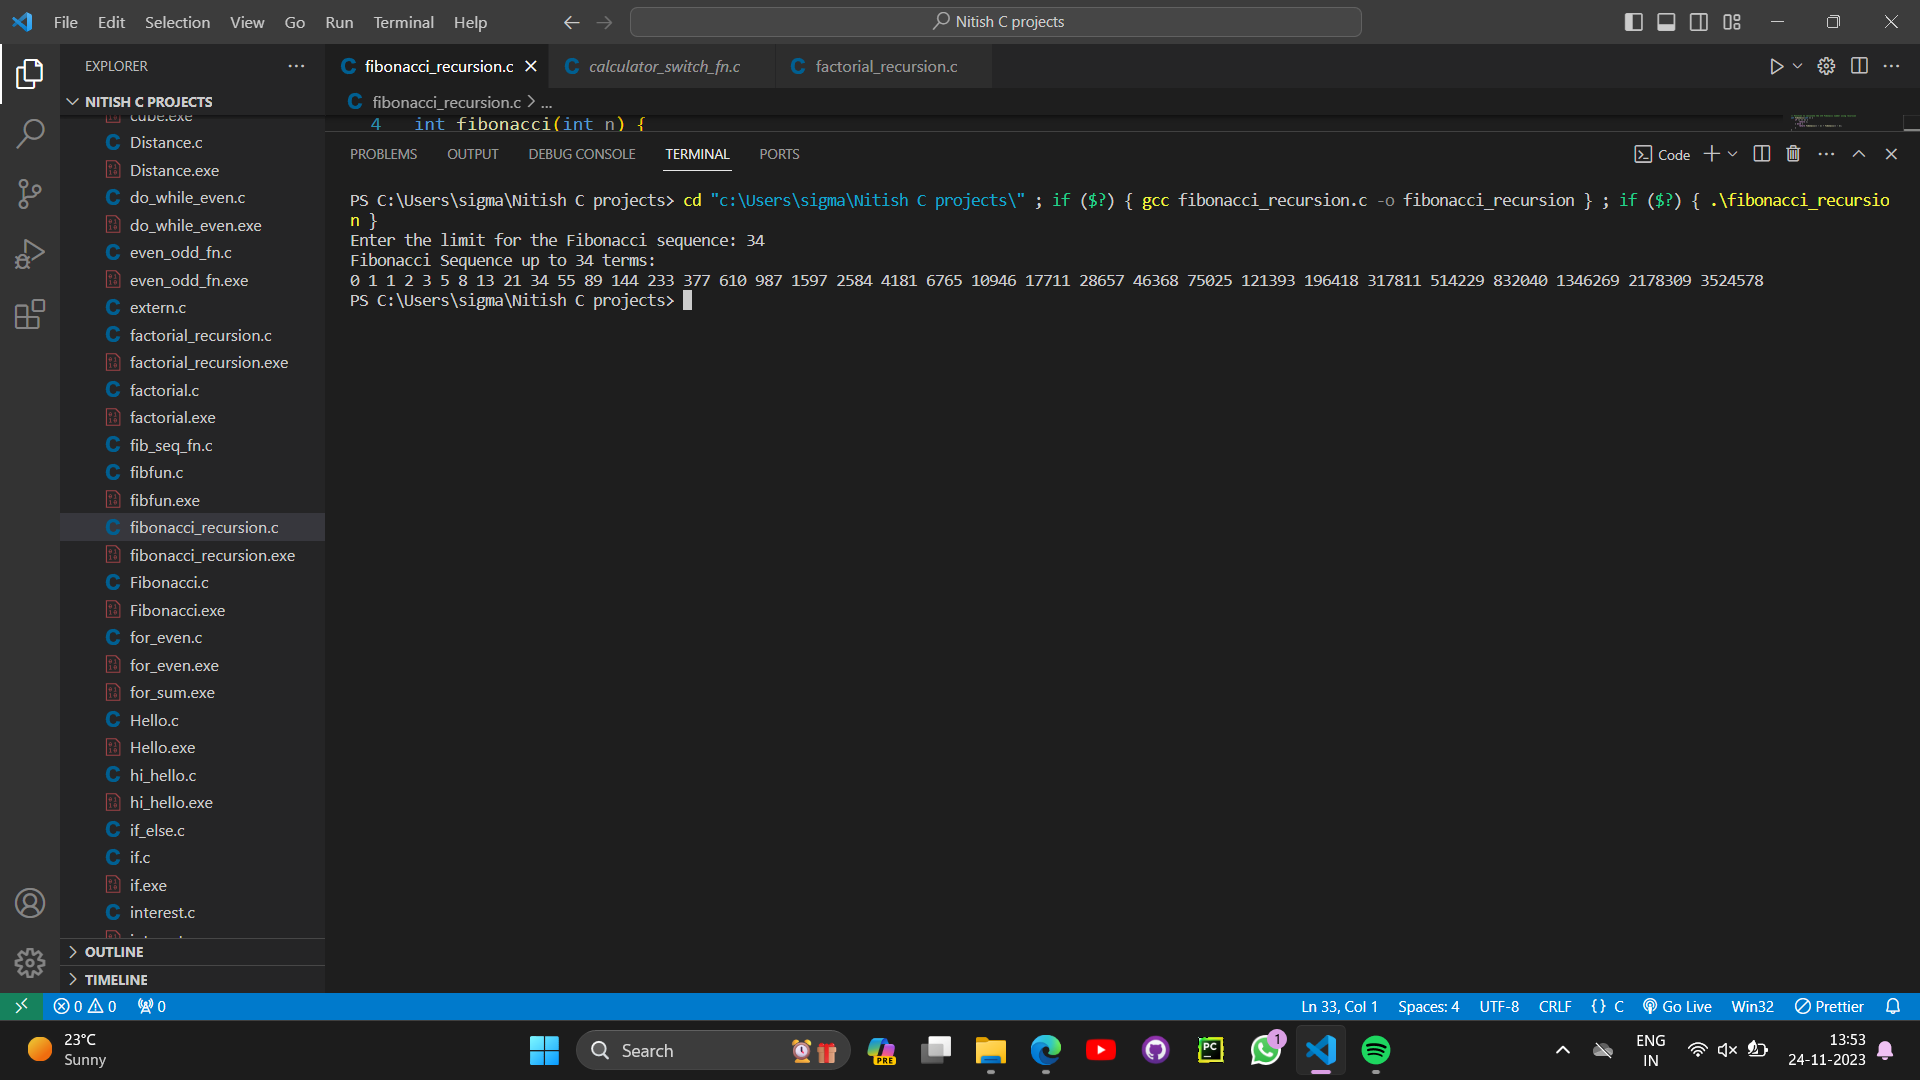 File Edit Selection View Go Run Terminal Help
Nitish C projects
EXPLORER
NITISH C PROJECTS
cube.exe
Distance.c
Distance.exe
do_while_even.c
do_while_even.exe
even_odd_fn.c
even_odd_fn.exe
extern.c
factorial_recursion.c
factorial_recursion.exe
factorial.c
factorial.exe
fib_seq_fn.c
fibfun.c
fibfun.exe
fibonacci_recursion.c
fibonacci_recursion.exe
Fibonacci.c
Fibonacci.exe
for_even.c
for_even.exe
for_sum.exe
Hello.c
Hello.exe
hi_hello.c
hi_hello.exe
if_else.c
if.c
if.exe
interest.c
OUTLINE
TIMELINE
fibonacci_recursion.c calculator_switch_fn.c factorial_recursion.c
fibonacci_recursion.c > ...
4 int fibonacci(int n) {
PROBLEMS OUTPUT DEBUG CONSOLE TERMINAL PORTS
Code
PS C:\Users\sigma\Nitish C projects> cd "c:\Users\sigma\Nitish C projects\" ; if ($?) { gcc fibonacci_recursion.c -o fibonacci_recursion } ; if ($?) { .\fibonacci_recursio
n }
Enter the limit for the Fibonacci sequence: 34
Fibonacci Sequence up to 34 terms:
0 1 1 2 3 5 8 13 21 34 55 89 144 233 377 610 987 1597 2584 4181 6765 10946 17711 28657 46368 75025 121393 196418 317811 514229 832040 1346269 2178309 3524578
PS C:\Users\sigma\Nitish C projects>
0 0 0
Ln 33, Col 1 Spaces: 4 UTF-8 CRLF {} C Go Live Win32 Prettier
23°C
Sunny
Search
PRE
PC
1
ENG
IN
13:53
24-11-2023